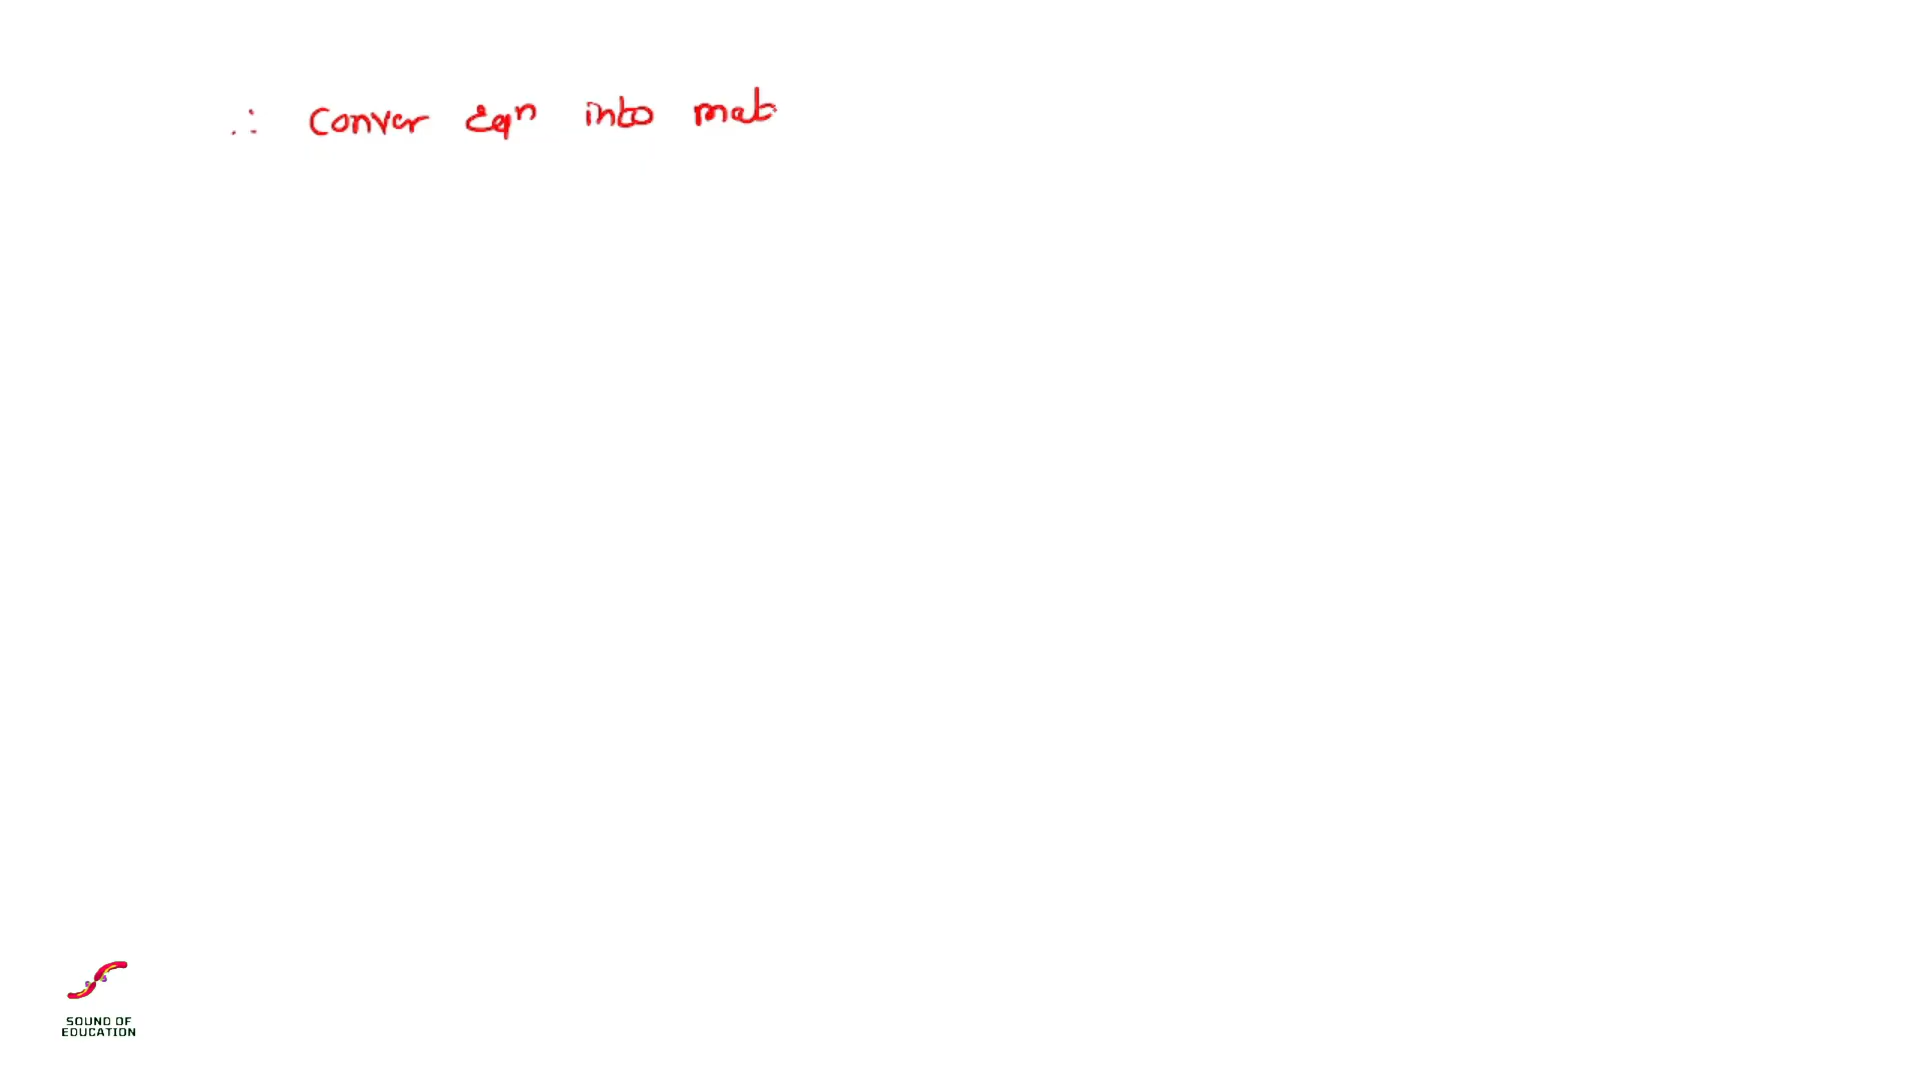 ∴ Conver Eqn into mat
SOUND OF
EDUCATION